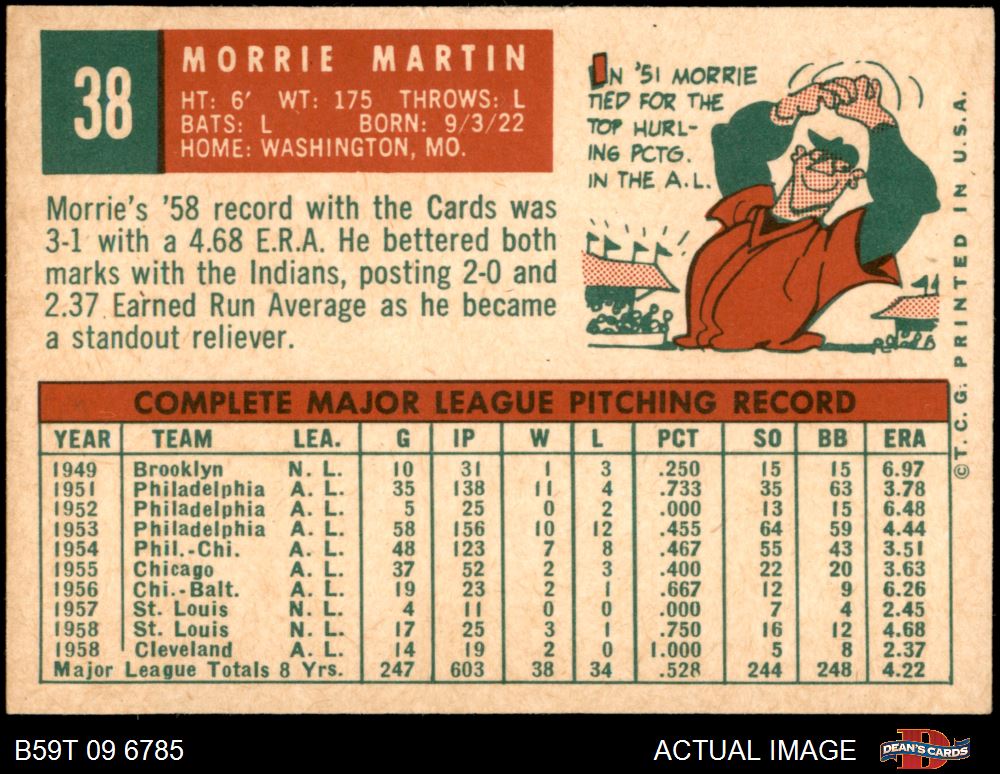 38
MORRIE MARTIN
HT: 6' WT: 175 THROWS: L
BATS: L BORN: 9/3/22
HOME: WASHINGTON, MO.
Morrie's '58 record with the Cards was
3-1 with a 4.68 E.R.A. He bettered both
marks with the Indians, posting 2-0 and
2.37 Earned Run Average as he became
a standout reliever.
IN '51 MORRIE
TIED FOR THE
TOP HURL-
ING PCTG.
IN THE A.L.
© T.C.G. PRINTED IN U.S.A.
COMPLETE MAJOR LEAGUE PITCHING RECORD
YEAR TEAM LEA. G IP W L PCT SO BB ERA
1949 Brooklyn N. L. 10 31 1 3 .250 15 15 6.97
1951 Philadelphia A. L. 35 138 11 4 .733 35 63 3.78
1952 Philadelphia A. L. 5 25 0 2 .000 13 15 6.48
1953 Philadelphia A. L. 58 156 10 12 .455 64 59 4.44
1954 Phil.-Chi. A. L. 48 123 7 8 .467 55 43 3.51
1955 Chicago A. L. 37 52 2 3 .400 22 20 3.63
1956 Chi.-Balt. A. L. 19 23 2 1 .667 12 9 6.26
1957 St. Louis N. L. 4 11 0 0 .000 7 4 2.45
1958 St. Louis N. L. 17 25 3 1 .750 16 12 4.68
1958 Cleveland A. L. 14 19 2 0 1.000 5 8 2.37
Major League Totals 8 Yrs. 247 603 38 34 .528 244 248 4.22
B59T 09 6785
ACTUAL IMAGE
DEAN'S CARDS